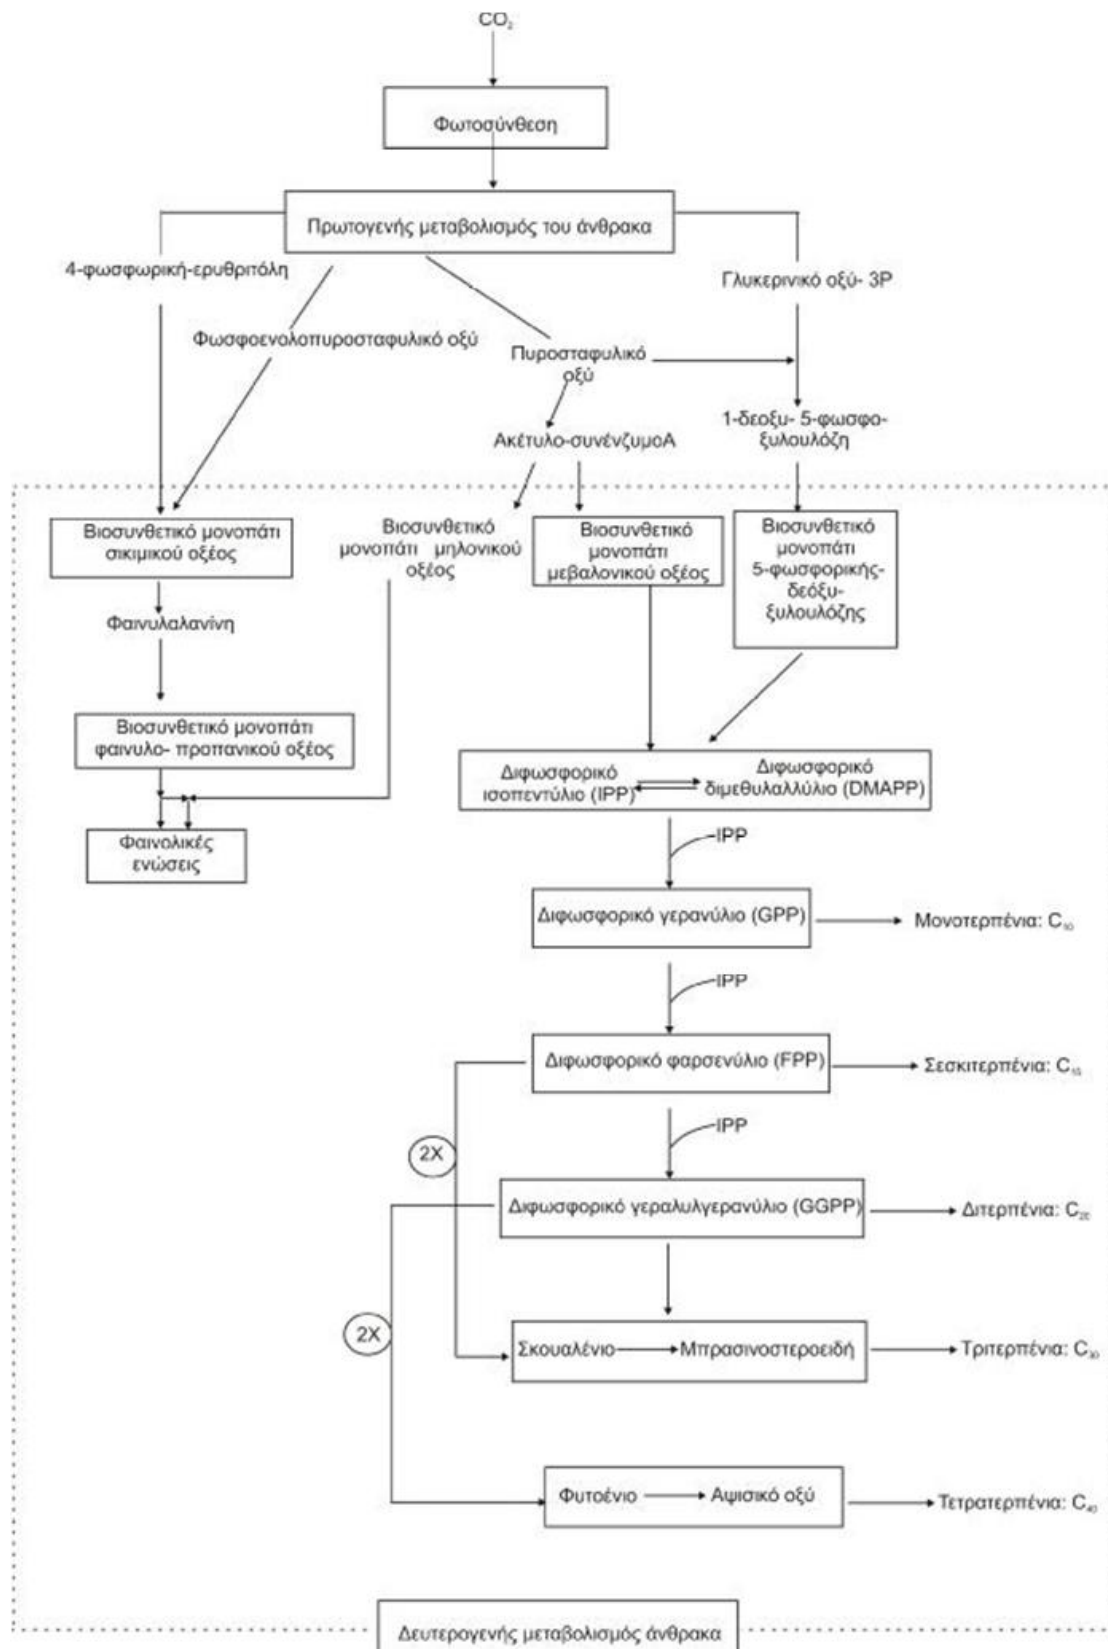 CO₂
Φωτοσύνθεση
Πρωτογενής μεταβολισμός του άνθρακα
4-φωσφωρική-ερυθριτόλη
Γλυκερινικό οξύ- 3P
Φωσφοενολοπυροσταφυλικό οξύ
Πυροσταφυλικό
οξύ
1-δεοξυ- 5-φωσφο-
ξυλουλόζη
Ακέτυλο-συνένζυμοΑ
Βιοσυνθετικό μονοπάτι
σικιμικού οξέος
Βιοσυνθετικό
μονοπάτι μηλονικού
οξέος
Βιοσυνθετικό
μονοπάτι
μεβαλονικού οξέος
Βιοσυνθετικό
μονοπάτι
5-φωσφορικής-
δεόξυ-
ξυλουλόζης
Φαινυλαλανίνη
Βιοσυνθετικό μονοπάτι
φαινυλο- προπανικού οξέος
Φαινολικές
ενώσεις
Διφωσφορικό
ισοπεντύλιο (IPP)
Διφωσφορικό
διμεθυλαλλύλιο (DMAPP)
IPP
Διφωσφορικό γερανύλιο (GPP)
Μονοτερπένια: C₁₀
IPP
Διφωσφορικό φαρσενύλιο (FPP)
Σεσκιτερπένια: C₁₅
IPP
2X
Διφωσφορικό γεραλυλγερανύλιο (GGPP)
Διτερπένια: C₂₀
2X
Σκουαλένιο
Μπρασινοστεροειδή
Τριτερπένια: C₃₀
Φυτοένιο
Αψισικό οξύ
Τετρατερπένια: C₄₀
Δευτερογενής μεταβολισμός άνθρακα